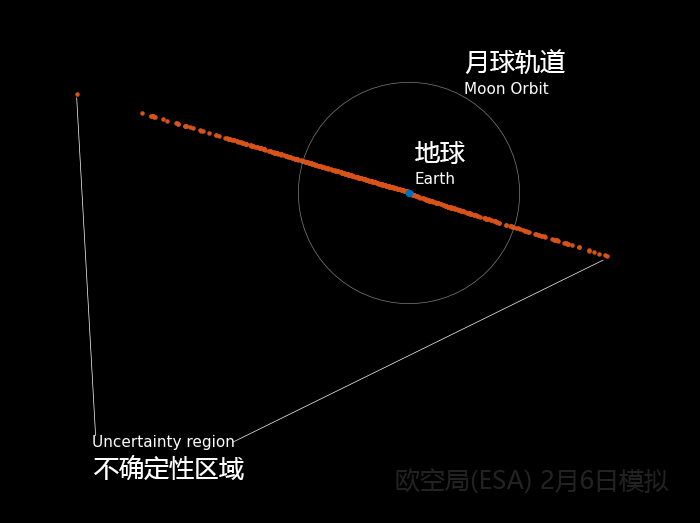 月球轨道
Moon Orbit
地球
Earth
Uncertainty region
不确定性区域
欧空局(ESA) 2月6日模拟